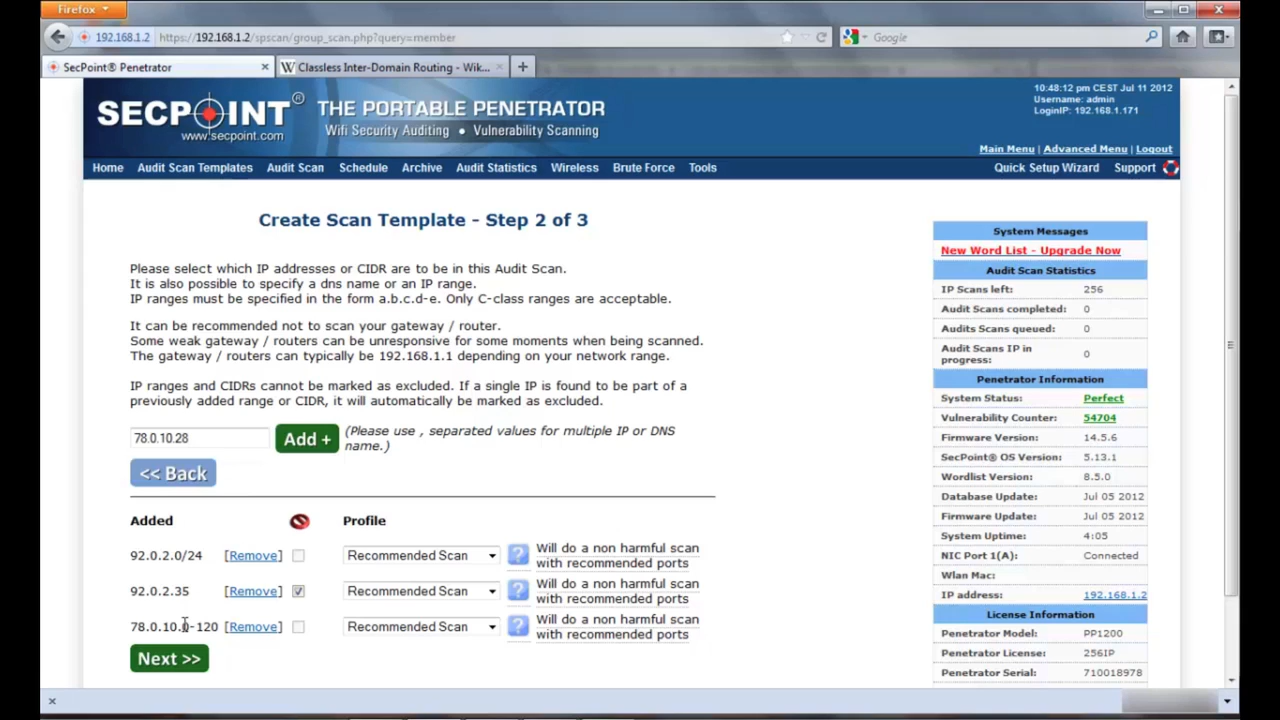 Firefox
192.168.1.2 https://192.168.1.2/spscan/group_scan.php?query=member
Google
SecPoint® Penetrator
Classless Inter-Domain Routing - Wik...
SECPOINT®
www.secpoint.com
THE PORTABLE PENETRATOR
Wifi Security Auditing • Vulnerability Scanning
10:48:12 pm CEST Jul 11 2012
Username: admin
LoginIP: 192.168.1.171
Main Menu | Advanced Menu | Logout
Home Audit Scan Templates Audit Scan Schedule Archive Audit Statistics Wireless Brute Force Tools Quick Setup Wizard Support
Create Scan Template - Step 2 of 3
Please select which IP addresses or CIDR are to be in this Audit Scan.
It is also possible to specify a dns name or an IP range.
IP ranges must be specified in the form a.b.c.d-e. Only C-class ranges are acceptable.
It can be recommended not to scan your gateway / router.
Some weak gateway / routers can be unresponsive for some moments when being scanned.
The gateway / routers can typically be 192.168.1.1 depending on your network range.
IP ranges and CIDRs cannot be marked as excluded. If a single IP is found to be part of a
previously added range or CIDR, it will automatically be marked as excluded.
78.0.10.28
Add +
(Please use , separated values for multiple IP or DNS
name.)
<< Back
Added Profile
92.0.2.0/24 [Remove] Recommended Scan ? Will do a non harmful scan
with recommended ports
92.0.2.35 [Remove] Recommended Scan ? Will do a non harmful scan
with recommended ports
78.0.10.0-120 [Remove] Recommended Scan ? Will do a non harmful scan
with recommended ports
Next >>
System Messages
New Word List - Upgrade Now
Audit Scan Statistics
IP Scans left: 256
Audit Scans completed: 0
Audits Scans queued: 0
Audit Scans IP in
progress: 0
Penetrator Information
System Status: Perfect
Vulnerability Counter: 54704
Firmware Version: 14.5.6
SecPoint® OS Version: 5.13.1
Wordlist Version: 8.5.0
Database Update: Jul 05 2012
Firmware Update: Jul 05 2012
System Uptime: 4:05
NIC Port 1(A): Connected
Wlan Mac:
IP address: 192.168.1.2
License Information
Penetrator Model: PP1200
Penetrator License: 256IP
Penetrator Serial: 710018978